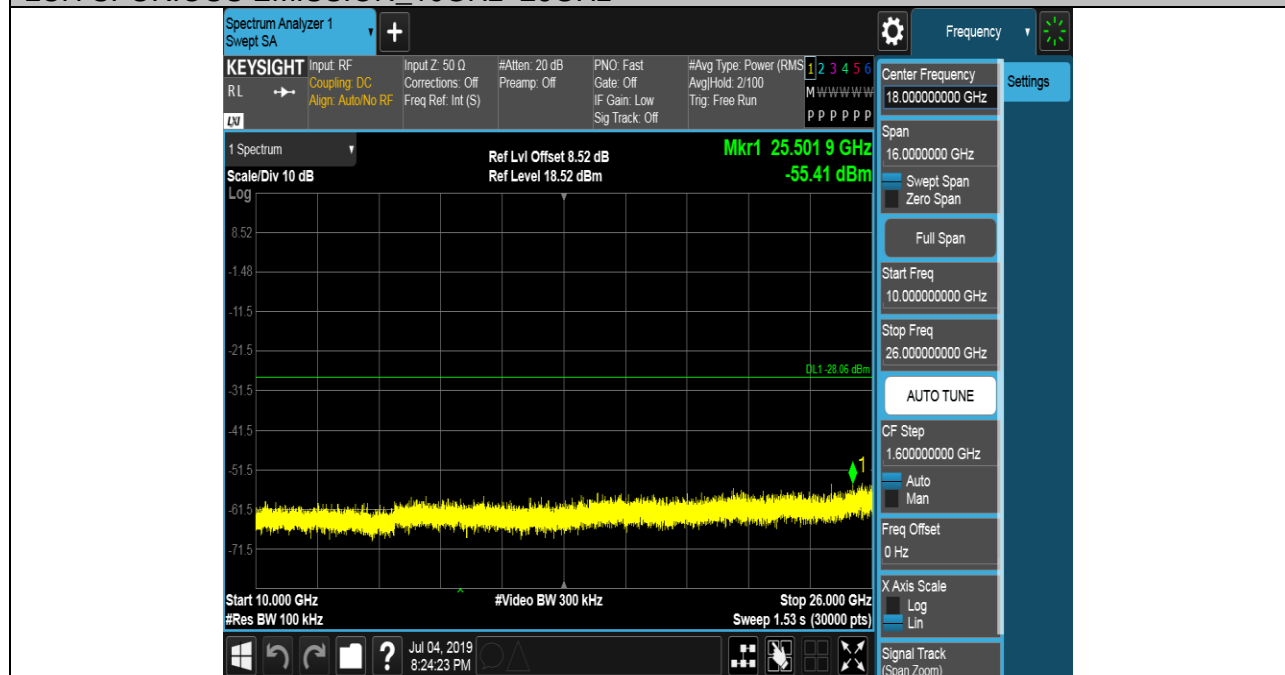 Spectrum Analyzer 1
Swept SA
Frequency
KEYSIGHT
RL
LXI
Input: RF
Coupling: DC
Align: Auto/No RF
Input Z: 50 Ω
Corrections: Off
Freq Ref: Int (S)
#Atten: 20 dB
Preamp: Off
PNO: Fast
Gate: Off
IF Gain: Low
Sig Track: Off
#Avg Type: Power (RMS
Avg|Hold: 2/100
Trig: Free Run
1 2 3 4 5 6
M W W W W W
P P P P P P
1 Spectrum
Scale/Div 10 dB
Log
Ref Lvl Offset 8.52 dB
Ref Level 18.52 dBm
Mkr1 25.501 9 GHz
-55.41 dBm
8.52
-1.48
-11.5
-21.5
DL1 -28.06 dBm
-31.5
-41.5
-51.5
1
-61.5
-71.5
Start 10.000 GHz
#Res BW 100 kHz
#Video BW 300 kHz
Stop 26.000 GHz
Sweep 1.53 s (30000 pts)
?
Jul 04, 2019
8:24:23 PM
Center Frequency
18.000000000 GHz
Settings
Span
16.0000000 GHz
Swept Span
Zero Span
Full Span
Start Freq
10.000000000 GHz
Stop Freq
26.000000000 GHz
AUTO TUNE
CF Step
1.600000000 GHz
Auto
Man
Freq Offset
0 Hz
X Axis Scale
Log
Lin
Signal Track
(Span Zoom)